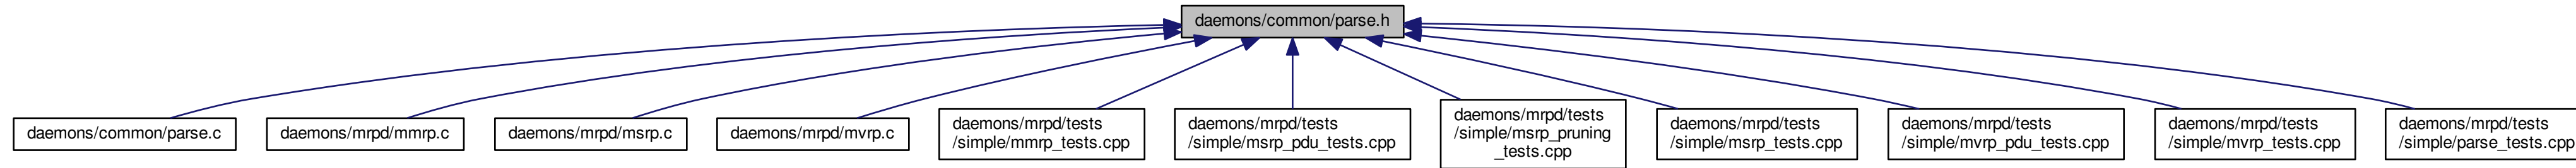 daemons/common/parse.h
daemons/common/parse.c
daemons/mrpd/mmrp.c
daemons/mrpd/msrp.c
daemons/mrpd/mvrp.c
daemons/mrpd/tests
/simple/mmrp_tests.cpp
daemons/mrpd/tests
/simple/msrp_pdu_tests.cpp
daemons/mrpd/tests
/simple/msrp_pruning
_tests.cpp
daemons/mrpd/tests
/simple/msrp_tests.cpp
daemons/mrpd/tests
/simple/mvrp_pdu_tests.cpp
daemons/mrpd/tests
/simple/mvrp_tests.cpp
daemons/mrpd/tests
/simple/parse_tests.cpp